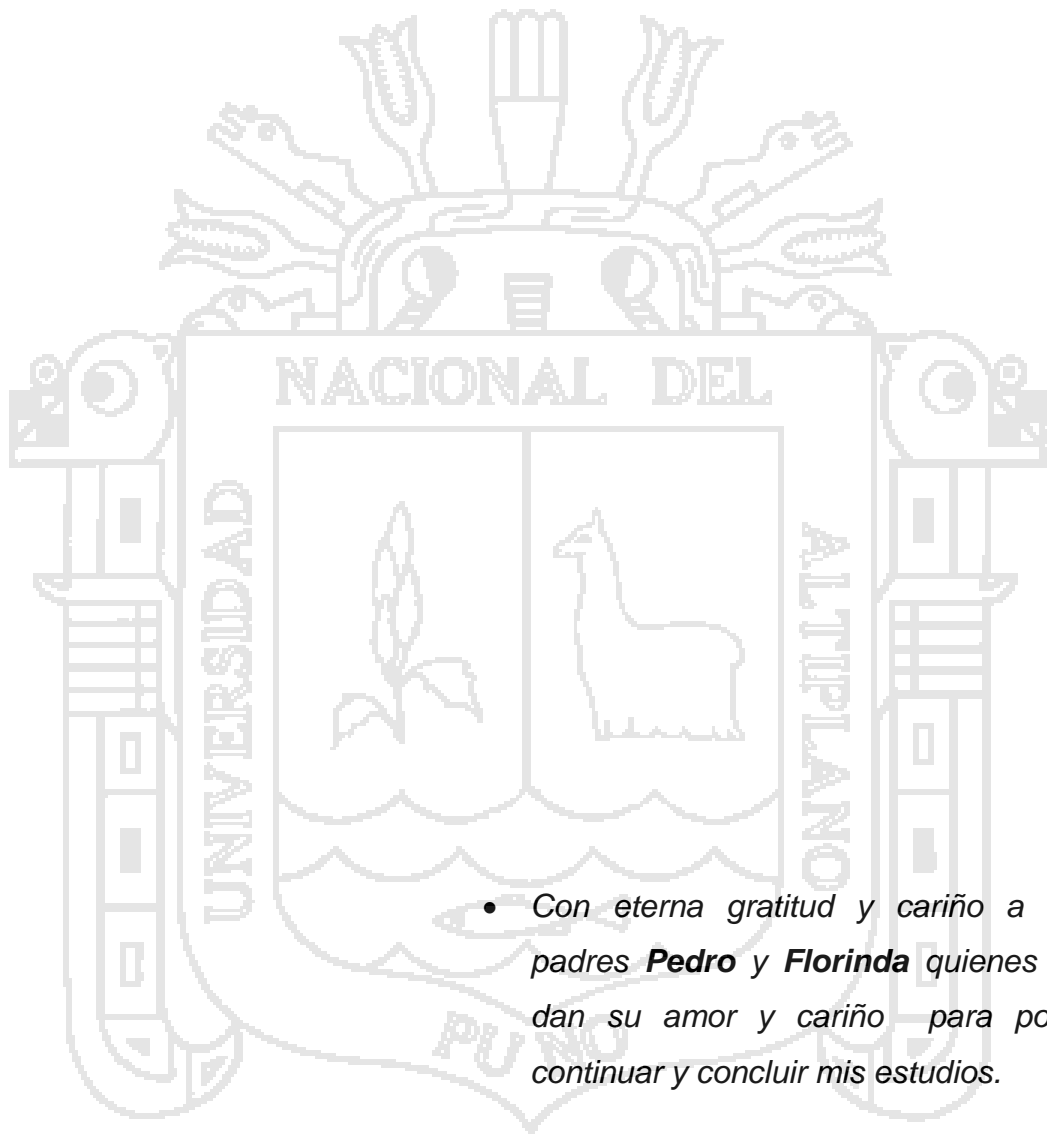 NACIONAL DEL
UNIVERSIDAD
ALTIPLANO
PUNO
• Con eterna gratitud y cariño a
padres Pedro y Florinda quienes
dan su amor y cariño para po
continuar y concluir mis estudios.